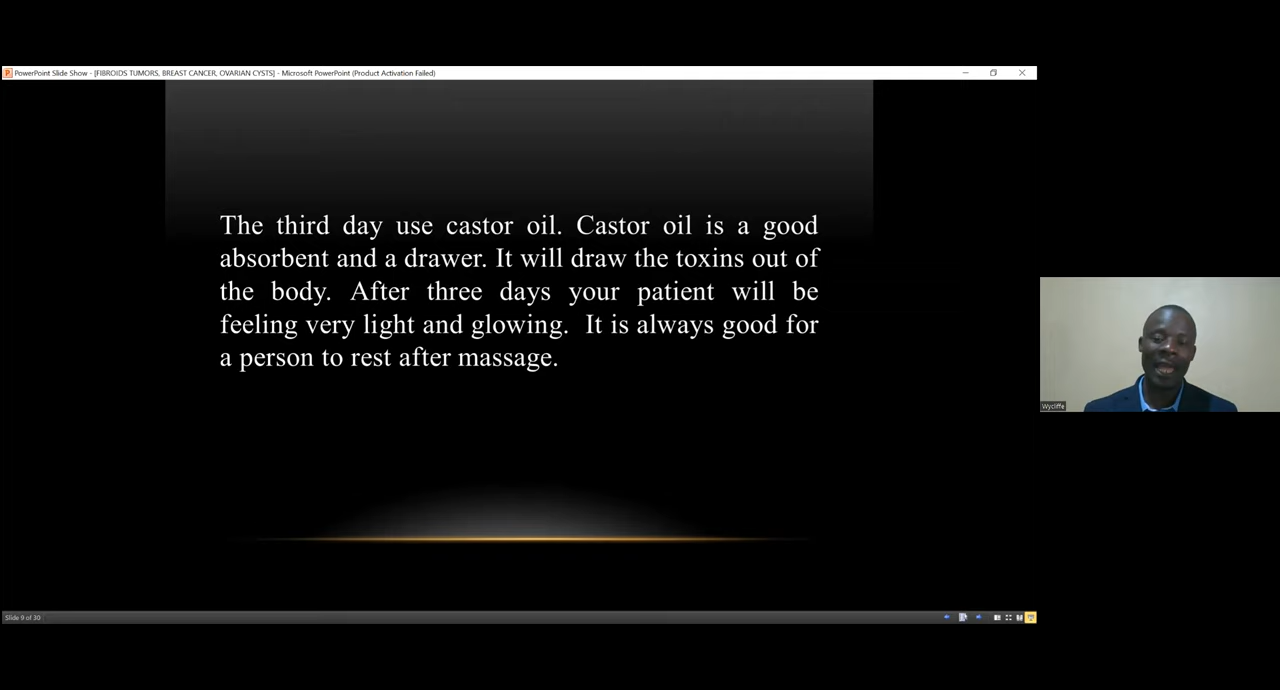 PowerPoint Slide Show - [FIBROIDS TUMORS, BREAST CANCER, OVARIAN CYSTS] - Microsoft PowerPoint (Product Activation Failed)
The third day use castor oil. Castor oil is a good
absorbent and a drawer. It will draw the toxins out of
the body. After three days your patient will be
feeling very light and glowing. It is always good for
a person to rest after massage.
Wycliffe
Slide 9 of 30